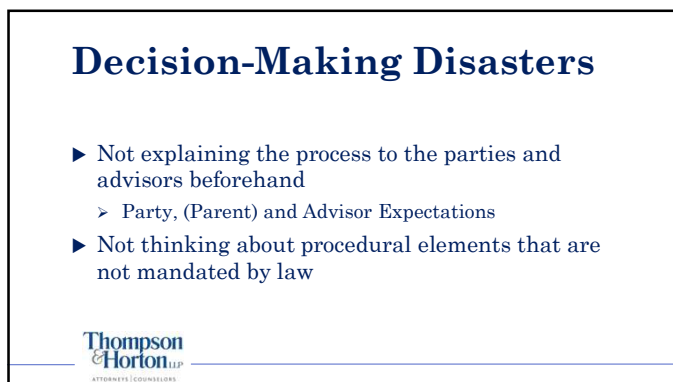 Decision-Making Disasters
▶ Not explaining the process to the parties and
advisors beforehand
➢ Party, (Parent) and Advisor Expectations
▶ Not thinking about procedural elements that are
not mandated by law
Thompson
&Horton LLP
ATTORNEYS | COUNSELORS